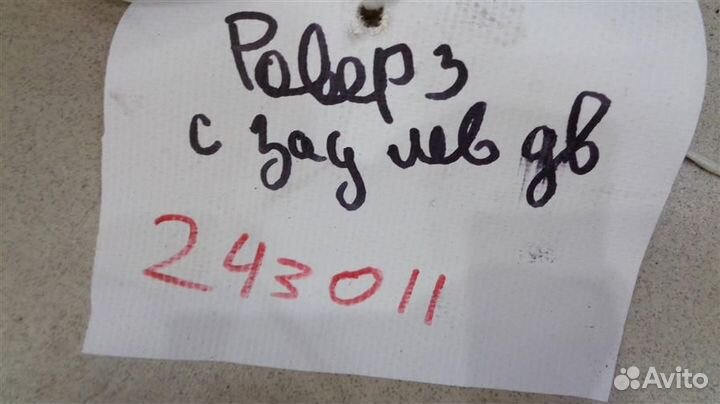 Ровер 3
с зад лев дв
243011
Avito